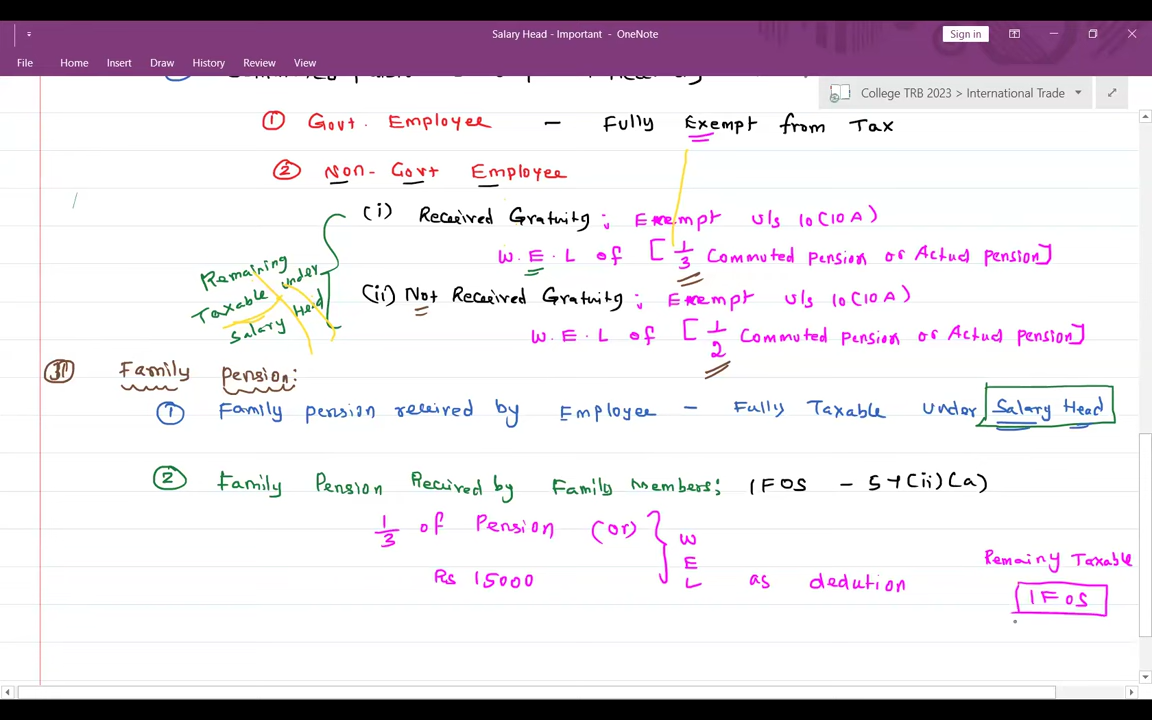 Salary Head - Important - OneNote
Sign in
File Home Insert Draw History Review View
College TRB 2023 > International Trade
① Govt. Employee - Fully Exempt from Tax
② Non-Govt Employee
(i) Received Gratuity; Exempt u/s 10(10A)
W.E.L of [1/3 Commuted pension or Actual pension]
Remaining Taxable under Salary Head
(ii) Not Received Gratuity; Exempt u/s 10(10A)
W.E.L of [1/2 Commuted Pension or Actual Pension]
Family pension:
① Family pension received by Employee - Fully Taxable under Salary Head
② Family Pension Received by Family Members: IFOS - 57(ii)(a)
1/3 of Pension (or)
Rs 15000
W E L as dedution
Remainy Taxable
IFOS